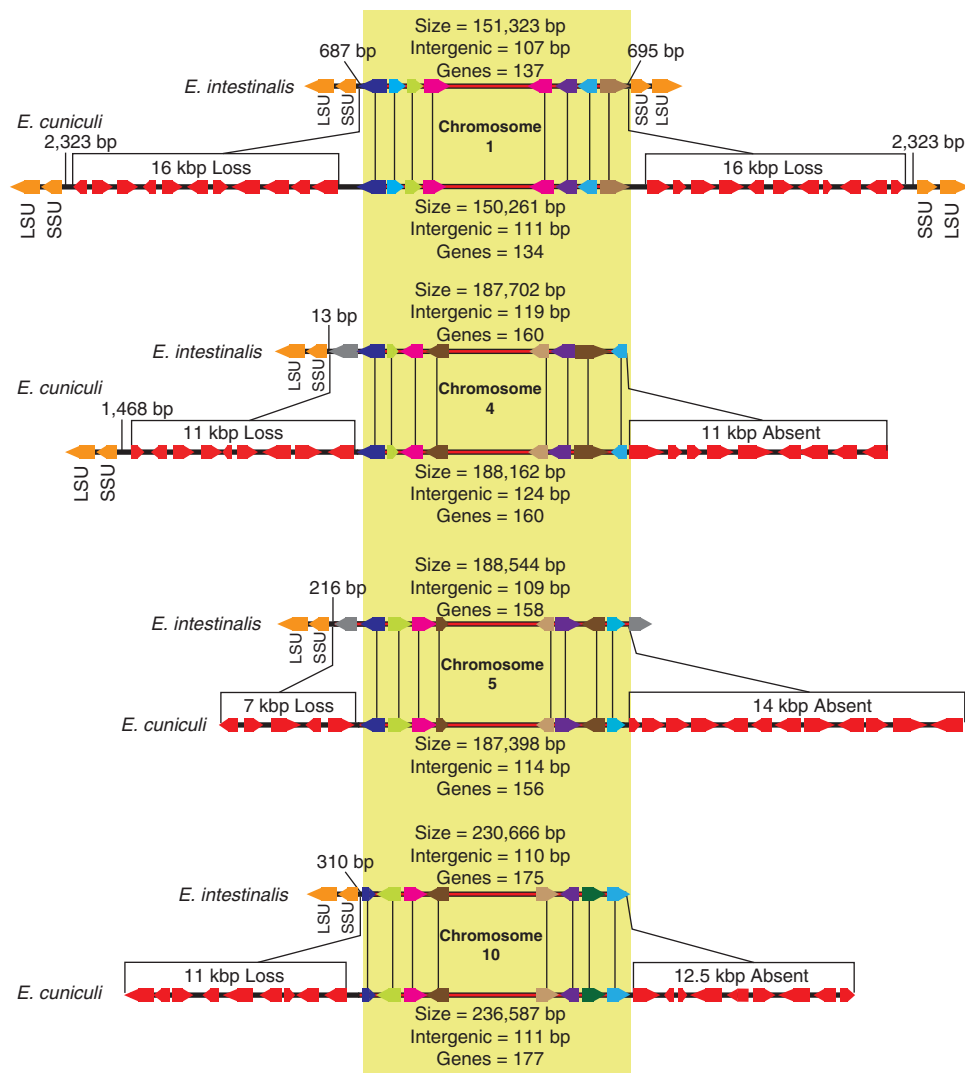 Size = 151,323 bp
687 bp
Intergenic = 107 bp
695 bp
Genes = 137
E. intestinalis
LSU
SSU
SSU
LSU
E. cuniculi
2,323 bp
Chromosome
1
2,323 bp
16 kbp Loss
16 kbp Loss
LSU
SSU
SSU
LSU
Size = 150,261 bp
Intergenic = 111 bp
Genes = 134
Size = 187,702 bp
Intergenic = 119 bp
13 bp
Genes = 160
E. intestinalis
LSU
SSU
E. cuniculi
Chromosome
4
1,468 bp
11 kbp Loss
11 kbp Absent
LSU
SSU
Size = 188,162 bp
Intergenic = 124 bp
Genes = 160
Size = 188,544 bp
Intergenic = 109 bp
216 bp
Genes = 158
E. intestinalis
LSU
SSU
Chromosome
5
7 kbp Loss
14 kbp Absent
E. cuniculi
Size = 187,398 bp
Intergenic = 114 bp
Genes = 156
Size = 230,666 bp
Intergenic = 110 bp
310 bp
Genes = 175
E. intestinalis
LSU
SSU
Chromosome
10
11 kbp Loss
12.5 kbp Absent
E. cuniculi
Size = 236,587 bp
Intergenic = 111 bp
Genes = 177